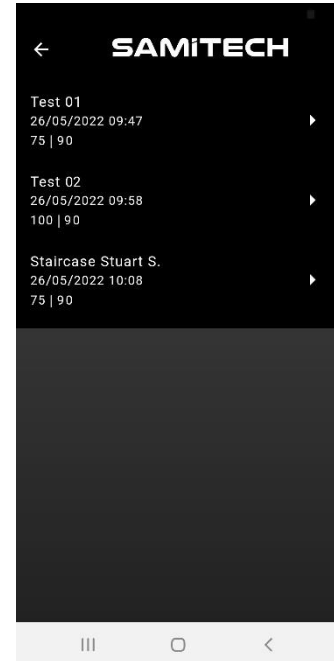 SAMiTECH
Test 01
26/05/2022 09:47
75 | 90
Test 02
26/05/2022 09:58
100 | 90
Staircase Stuart S.
26/05/2022 10:08
75 | 90